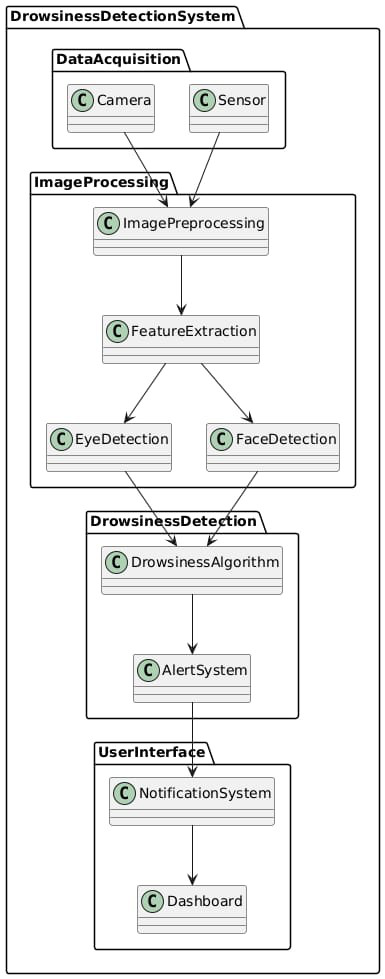 DrowsinessDetectionSystem
DataAcquisition
C Camera
C Sensor
ImageProcessing
C ImagePreprocessing
C FeatureExtraction
C EyeDetection
C FaceDetection
DrowsinessDetection
C DrowsinessAlgorithm
C AlertSystem
UserInterface
C NotificationSystem
C Dashboard